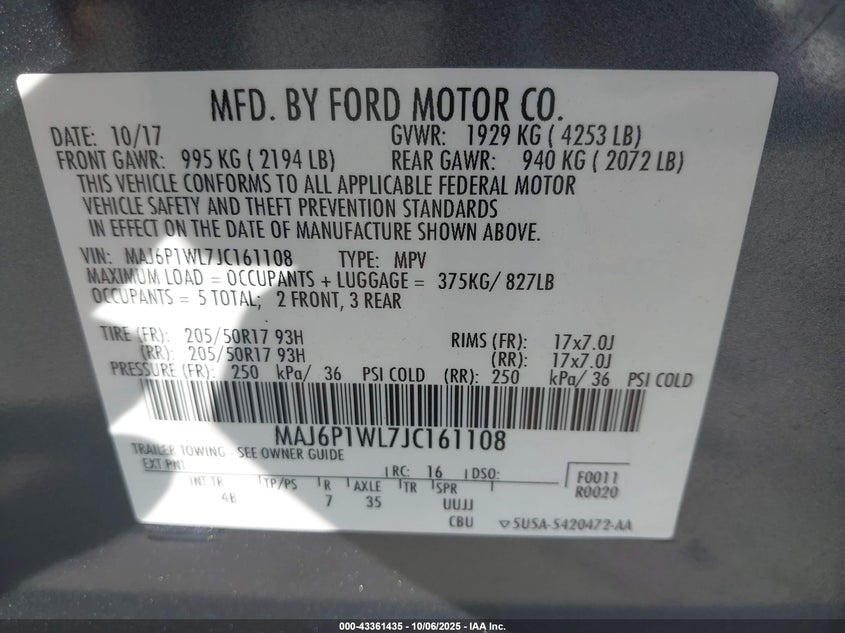 MFD. BY FORD MOTOR CO.
DATE: 10/17 GVWR: 1929 KG ( 4253 LB)
FRONT GAWR: 995 KG ( 2194 LB) REAR GAWR: 940 KG ( 2072 LB)
THIS VEHICLE CONFORMS TO ALL APPLICABLE FEDERAL MOTOR
VEHICLE SAFETY AND THEFT PREVENTION STANDARDS
IN EFFECT ON THE DATE OF MANUFACTURE SHOWN ABOVE.
VIN: MAJ6P1WL7JC161108 TYPE: MPV
MAXIMUM LOAD = OCCUPANTS + LUGGAGE = 375KG/ 827LB
OCCUPANTS = 5 TOTAL; 2 FRONT, 3 REAR
TIRE (FR): 205/50R17 93H RIMS (FR): 17x7.0J
(RR): 205/50R17 93H (RR): 17x7.0J
PRESSURE (FR): 250 kPa/ 36 PSI COLD (RR): 250 kPa/ 36 PSI COLD
MAJ6P1WL7JC161108
TRAILER TOWING - SEE OWNER GUIDE
EXT PNT RC: 16 DSO: F0011
R0020
INT TR TP/PS R AXLE TR SPR
4B 7 35 UUJJ
CBU 5U5A-5420472-AA
000-43361435 - 10/06/2025 - IAA, Inc.